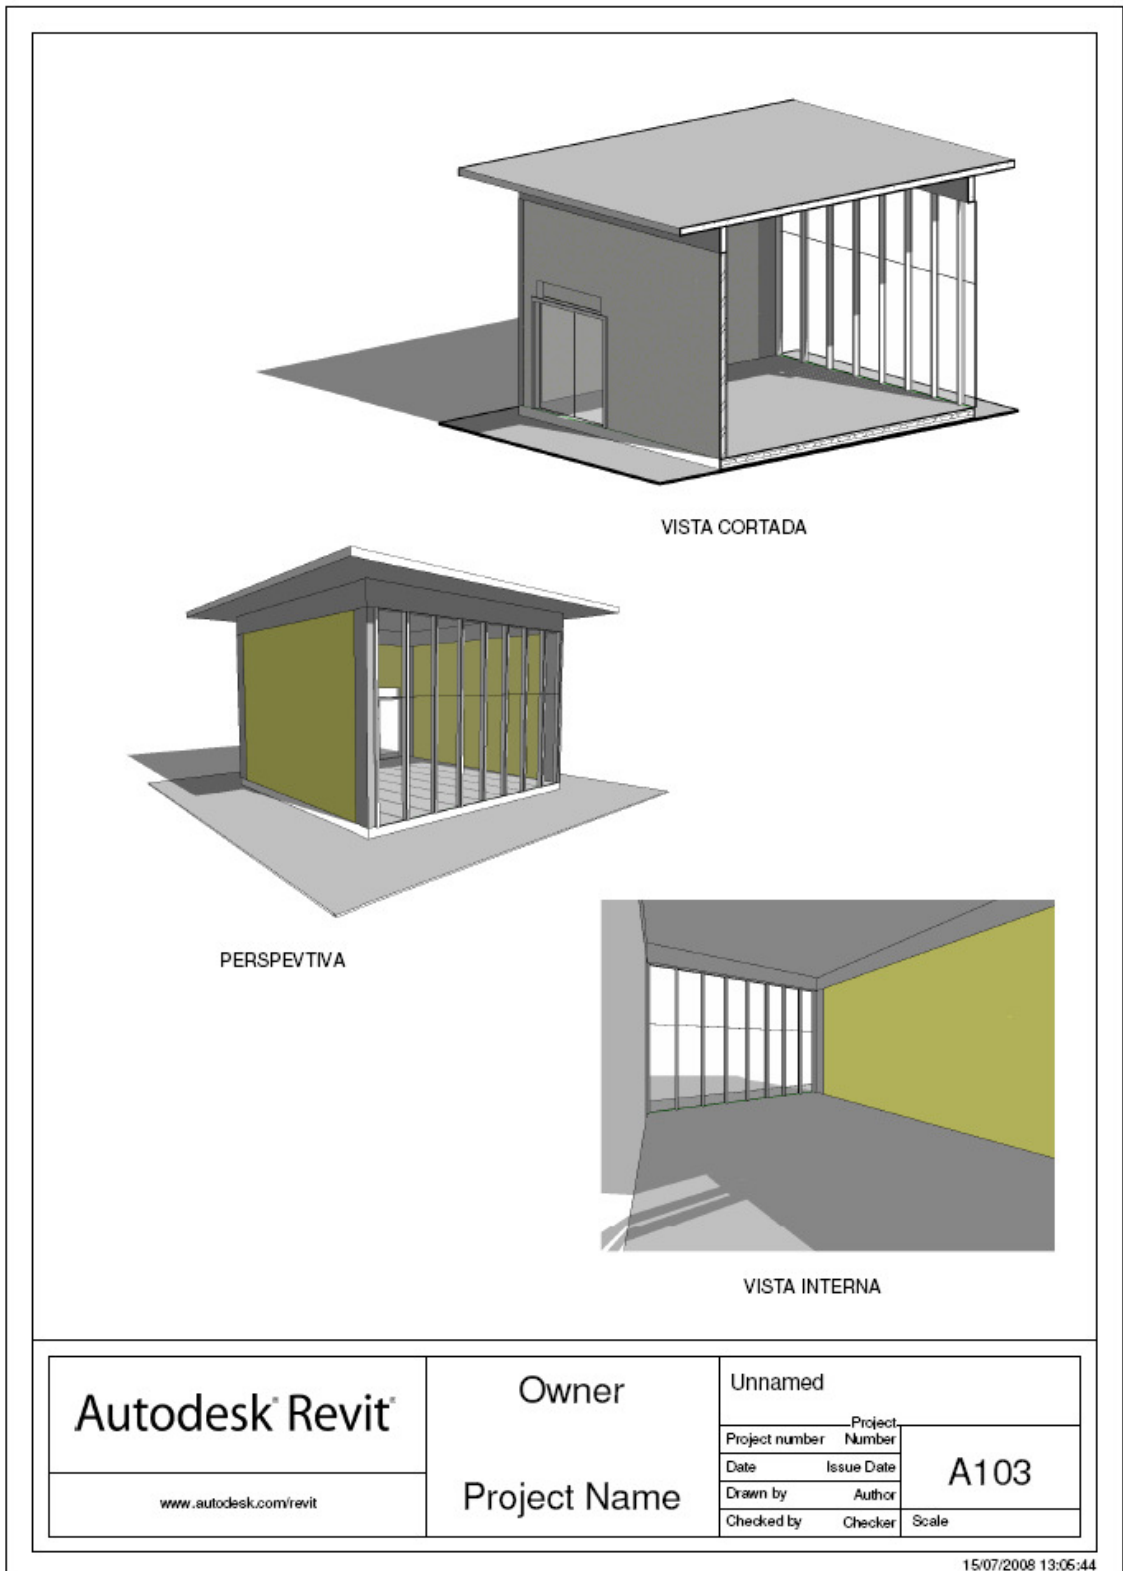 VISTA CORTADA
PERSPEVTIVA
VISTA INTERNA
Autodesk® Revit®
www.autodesk.com/revit
Owner
Project Name
Unnamed
Project number Project Number
Date Issue Date
Drawn by Author
Checked by Checker
A103
Scale
15/07/2008 13:05:44